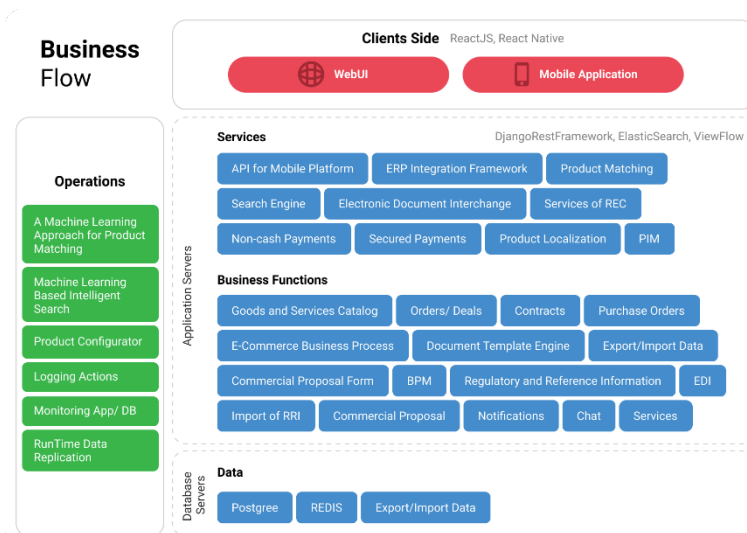 Business
Flow
Clients Side ReactJS, React Native
WebUI
Mobile Application
Operations
A Machine Learning
Approach for Product
Matching
Machine Learning
Based Intelligent
Search
Product Configurator
Logging Actions
Monitoring App/ DB
RunTime Data
Replication
Application Servers
Services DjangoRestFramework, ElasticSearch, ViewFlow
API for Mobile Platform ERP Integration Framework Product Matching
Search Engine Electronic Document Interchange Services of REC
Non-cash Payments Secured Payments Product Localization PIM
Business Functions
Goods and Services Catalog Orders/ Deals Contracts Purchase Orders
E-Commerce Business Process Document Template Engine Export/Import Data
Commercial Proposal Form BPM Regulatory and Reference Information EDI
Import of RRI Commercial Proposal Notifications Chat Services
Database
Servers
Data
Postgree REDIS Export/Import Data